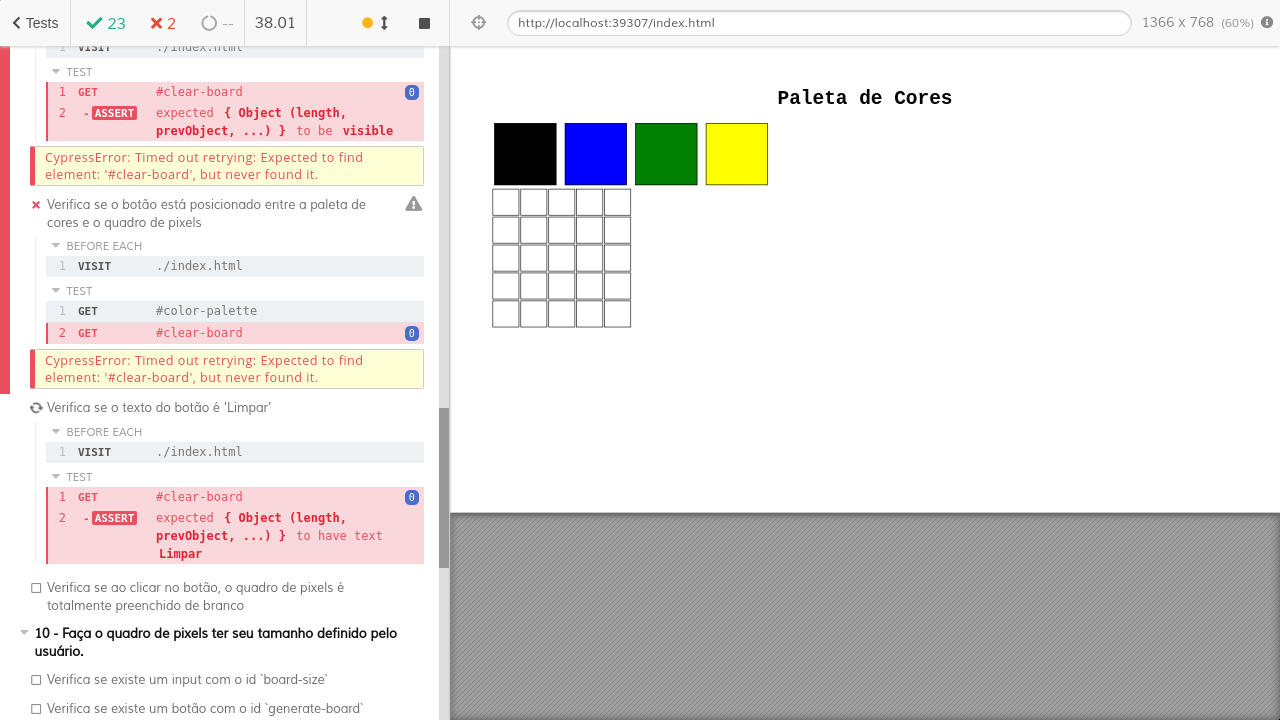 Tests 23 2 -- 38.01
http://localhost:39307/index.html 1366 x 768 (60%)
1 VISIT ./index.html
TEST
1 GET #clear-board 0
2 -ASSERT expected { Object (length,
prevObject, ...) } to be visible
CypressError: Timed out retrying: Expected to find
element: '#clear-board', but never found it.
Verifica se o botão está posicionado entre a paleta de
cores e o quadro de pixels
BEFORE EACH
1 VISIT ./index.html
TEST
1 GET #color-palette
2 GET #clear-board 0
CypressError: Timed out retrying: Expected to find
element: '#clear-board', but never found it.
Verifica se o texto do botão é 'Limpar'
BEFORE EACH
1 VISIT ./index.html
TEST
1 GET #clear-board 0
2 -ASSERT expected { Object (length,
prevObject, ...) } to have text
Limpar
Verifica se ao clicar no botão, o quadro de pixels é
totalmente preenchido de branco
10 - Faça o quadro de pixels ter seu tamanho definido pelo
usuário.
Verifica se existe um input com o id `board-size`
Verifica se existe um botão com o id `generate-board`
Paleta de Cores